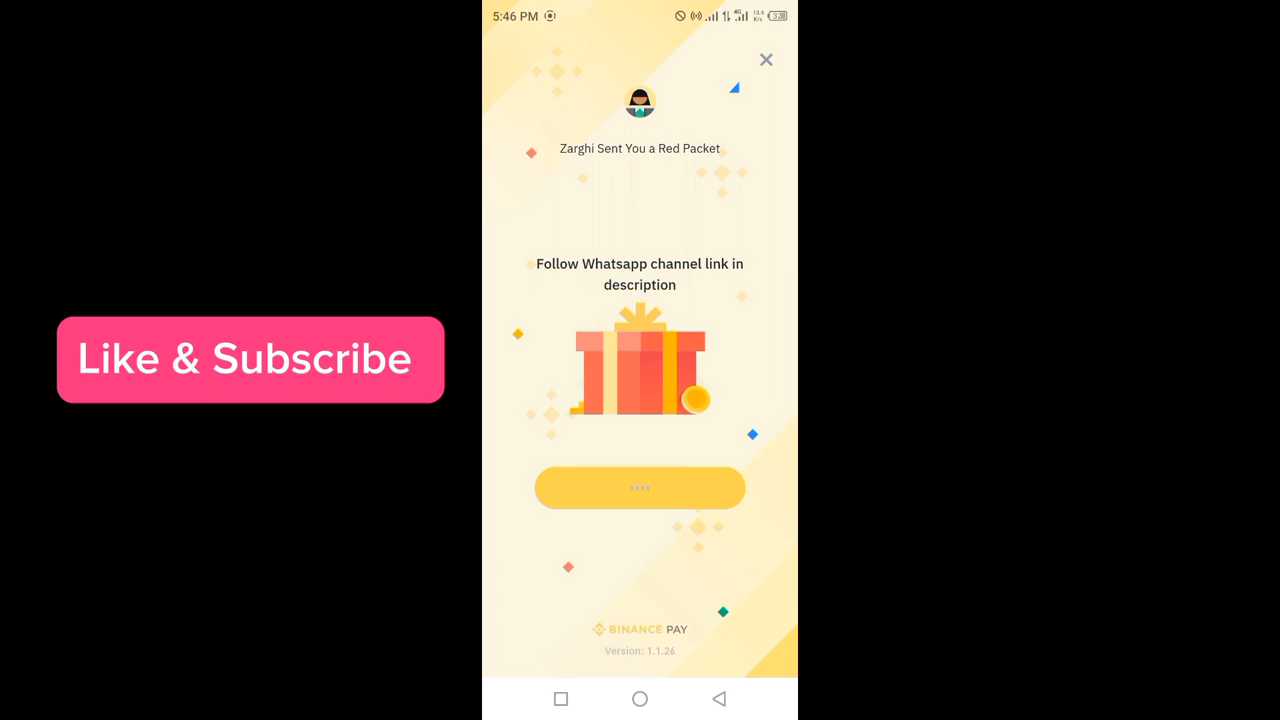 5:46 PM
4G
Zarghi Sent You a Red Packet
Follow Whatsapp channel link in
description
Like & Subscribe
BINANCE PAY
Version: 1.1.26